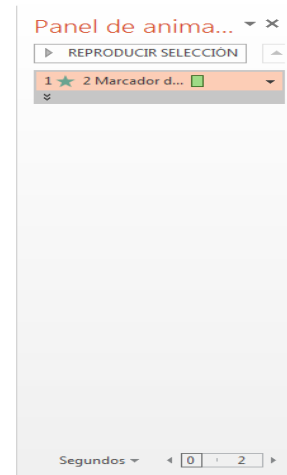 Panel de anima...
REPRODUCIR SELECCIÓN
1 2 Marcador d...
Segundos 0 2